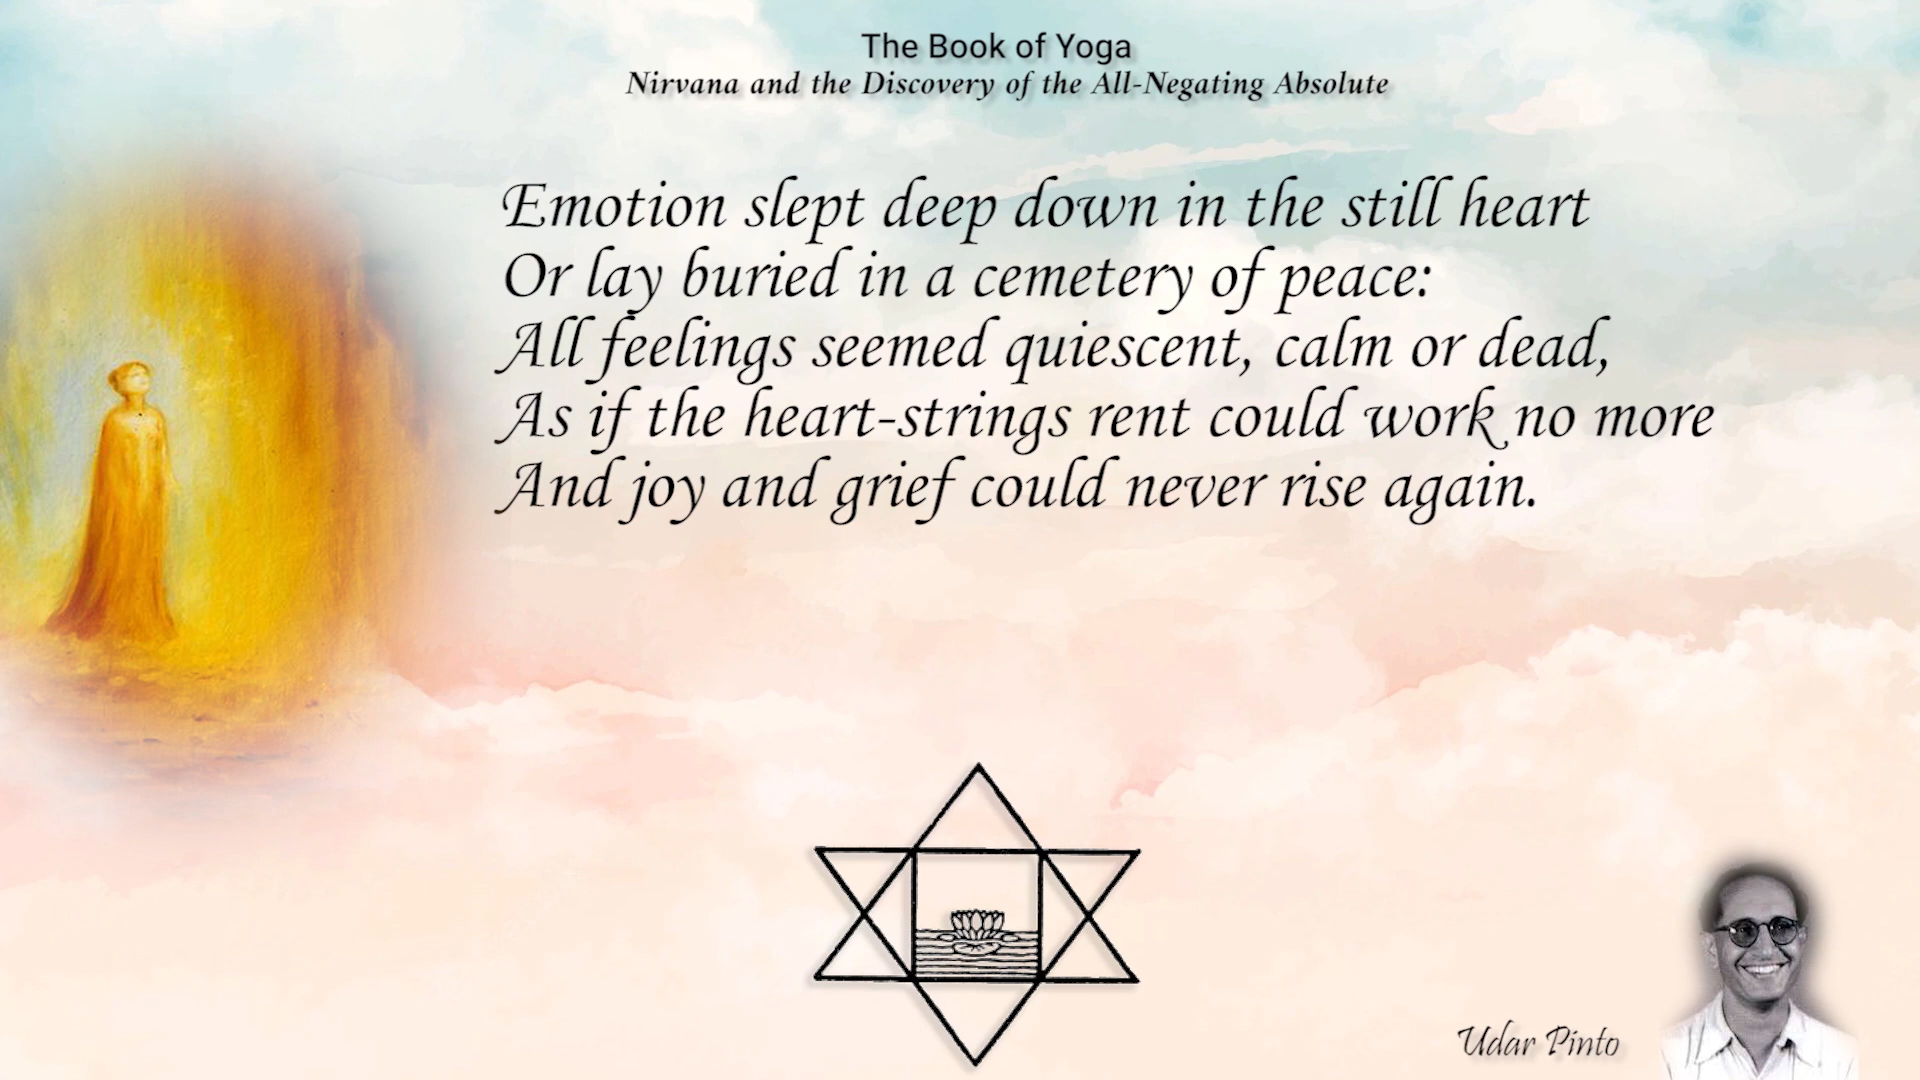 The Book of Yoga
Nirvana and the Discovery of the All-Negating Absolute
Emotion slept deep down in the still heart
Or lay buried in a cemetery of peace:
All feelings seemed quiescent, calm or dead,
As if the heart-strings rent could work no more
And joy and grief could never rise again.
Udar Pinto